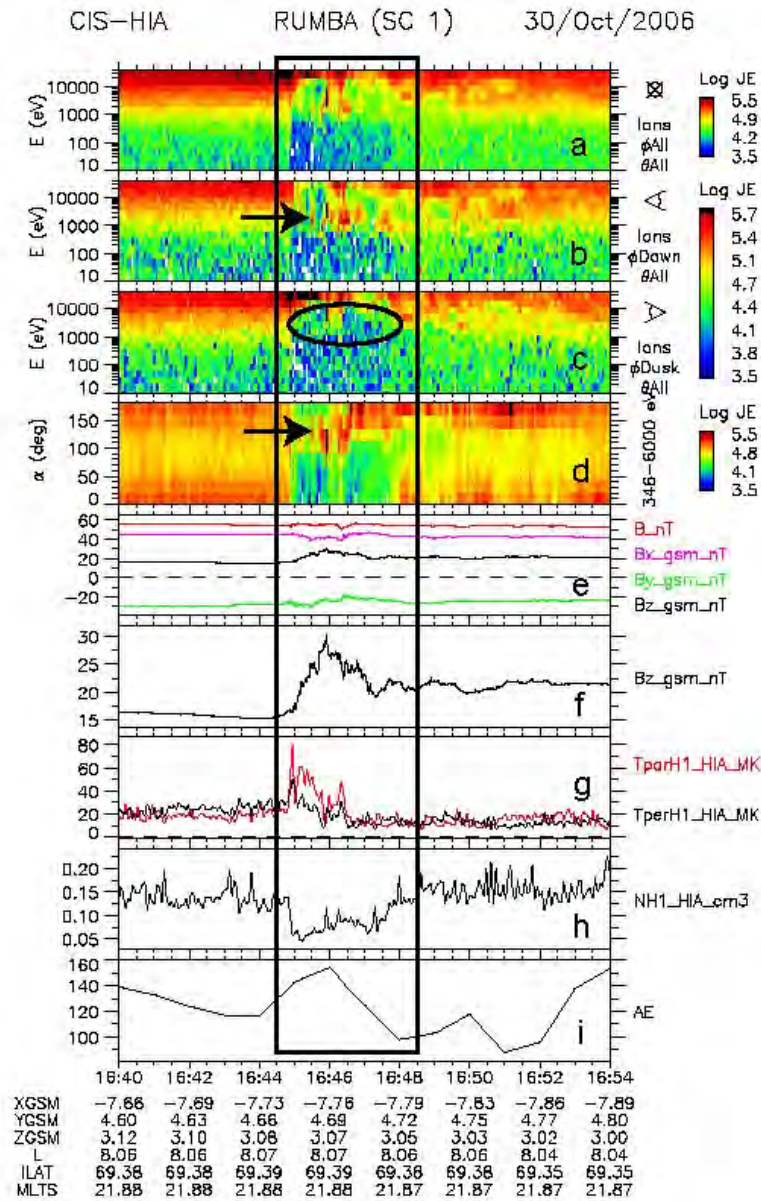 CIS-HIA RUMBA (SC 1) 30/Oct/2006
E (eV)
10000
1000
100
10
a
Ions
φAll
θAll
Log JE
5.5
4.9
4.2
3.5
E (eV)
10000
1000
100
10
b
Ions
φDawn
θAll
Log JE
5.7
5.4
5.1
4.7
4.4
4.1
3.8
3.5
E (eV)
10000
1000
100
10
c
Ions
φDusk
θAll
α (deg)
150
100
50
0
d
346-6000 eV
Log JE
5.5
4.8
4.1
3.5
60
40
20
0
-20
e
B_nT
Bx_gsm_nT
By_gsm_nT
Bz_gsm_nT
30
25
20
15
f
Bz_gsm_nT
80
60
40
20
0
g
TparH1_HIA_MK
TperH1_HIA_MK
0.20
0.15
0.10
0.05
h
NH1_HIA_cm3
160
140
120
100
i
AE
16:40 16:42 16:44 16:46 16:48 16:50 16:52 16:54
XGSM -7.66 -7.69 -7.73 -7.76 -7.79 -7.83 -7.86 -7.89
YGSM 4.60 4.63 4.66 4.69 4.72 4.75 4.77 4.80
ZGSM 3.12 3.10 3.08 3.07 3.05 3.03 3.02 3.00
L 8.06 8.06 8.07 8.07 8.06 8.06 8.04 8.04
ILAT 69.38 69.38 69.39 69.39 69.38 69.38 69.35 69.35
MLTS 21.88 21.88 21.88 21.88 21.87 21.87 21.87 21.87